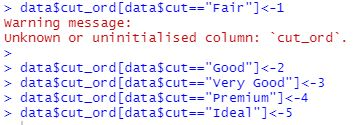 > data$cut_ord[data$cut=="Fair"]<-1
Warning message:
Unknown or uninitialised column: `cut_ord`.
>
> data$cut_ord[data$cut=="Good"]<-2
> data$cut_ord[data$cut=="Very Good"]<-3
> data$cut_ord[data$cut=="Premium"]<-4
> data$cut_ord[data$cut=="Ideal"]<-5